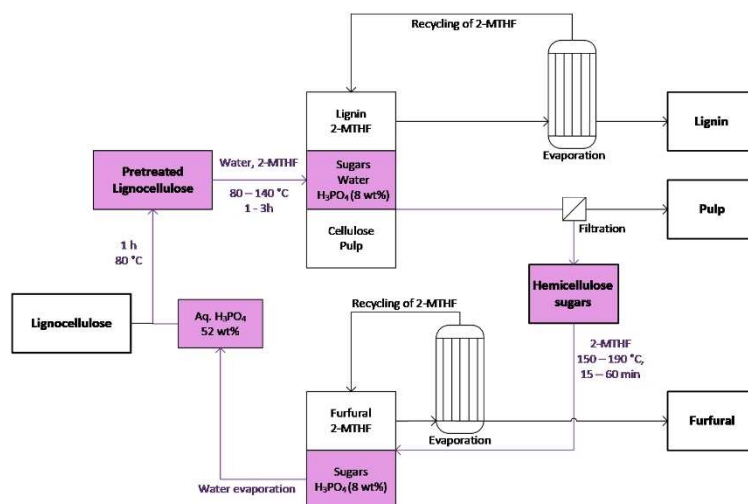 Recycling of 2-MTHF
Lignin
2-MTHF
Evaporation
Lignin
Pretreated
Lignocellulose
Water, 2-MTHF
80 – 140 °C
1 - 3h
Sugars
Water
H₃PO₄ (8 wt%)
Cellulose
Pulp
Filtration
Pulp
1 h
80 °C
Hemicellulose
sugars
Lignocellulose
Aq. H₃PO₄
52 wt%
Recycling of 2-MTHF
2-MTHF
150 – 190 °C,
15 – 60 min
Furfural
2-MTHF
Evaporation
Furfural
Sugars
H₃PO₄ (8 wt%)
Water evaporation